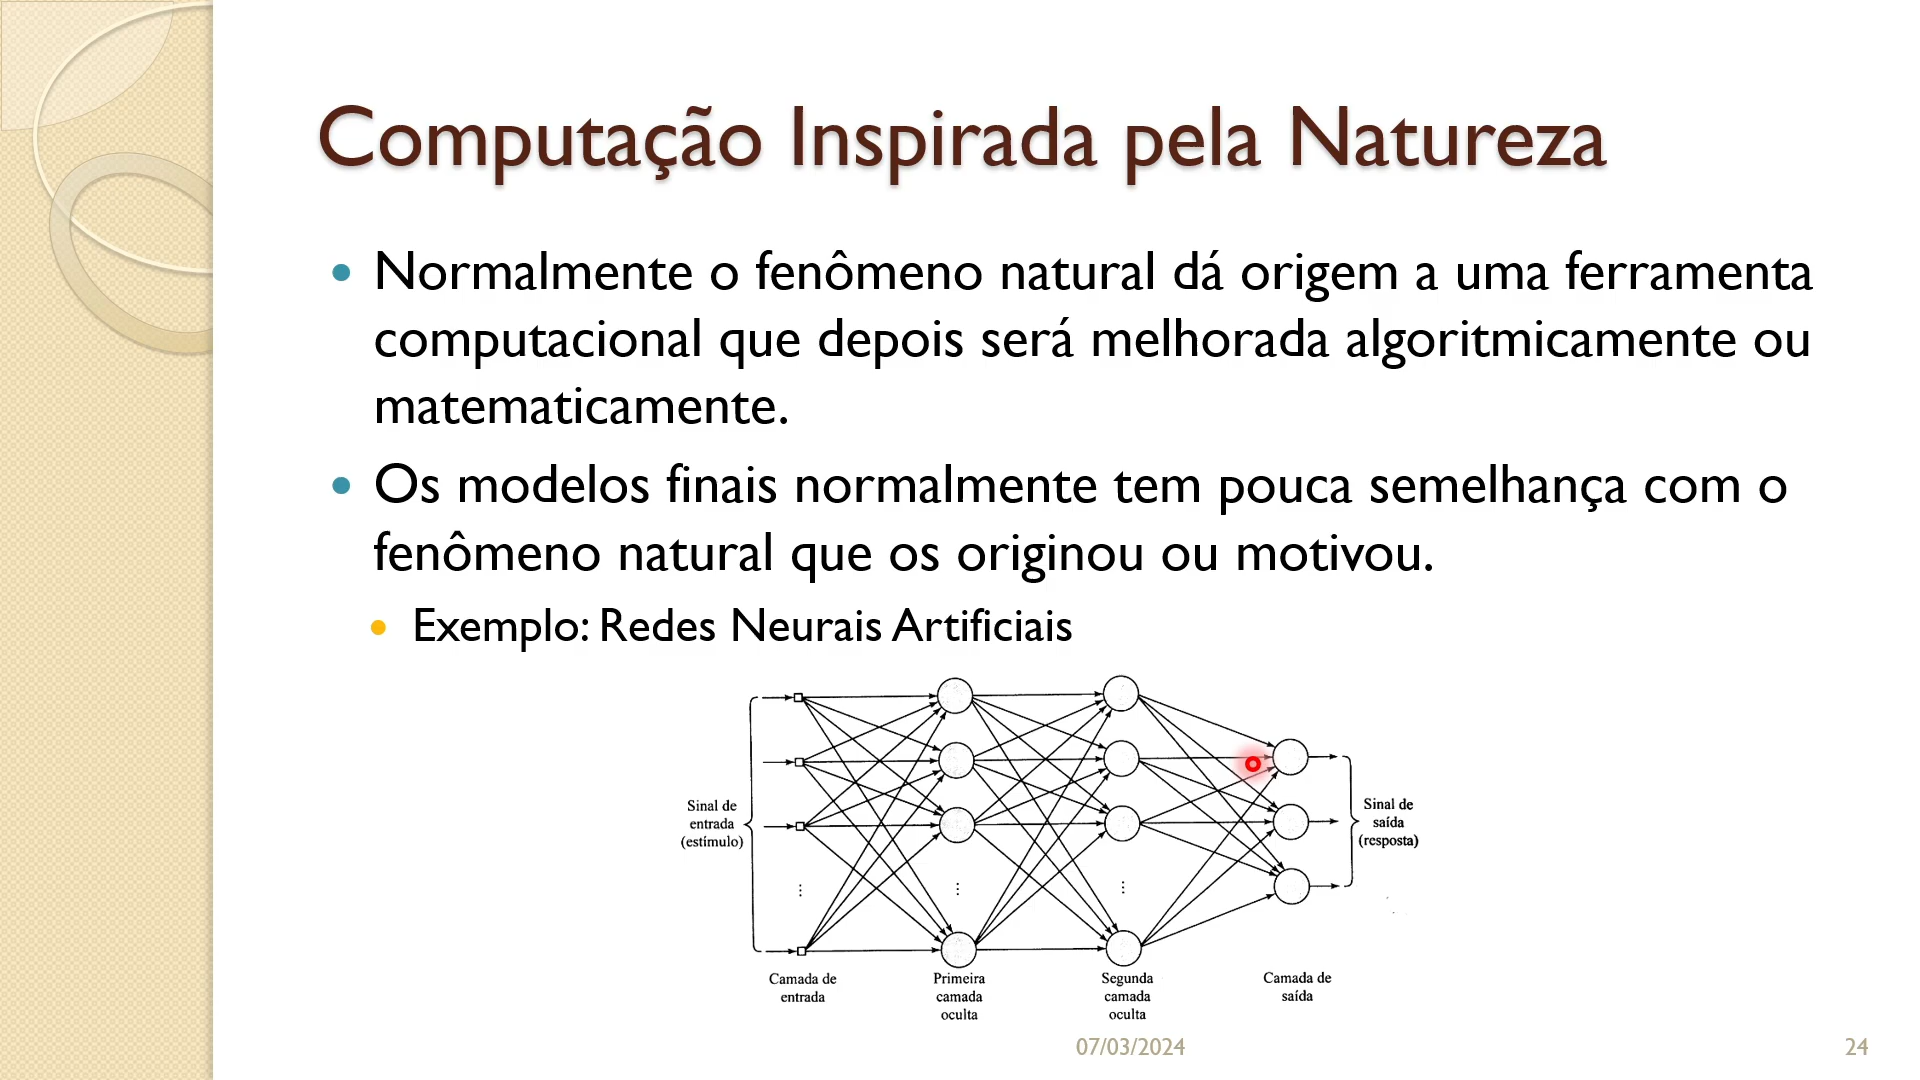 Computação Inspirada pela Natureza
Normalmente o fenômeno natural dá origem a uma ferramenta
computacional que depois será melhorada algoritmicamente ou
matematicamente.
Os modelos finais normalmente tem pouca semelhança com o
fenômeno natural que os originou ou motivou.
Exemplo: Redes Neurais Artificiais
Sinal de
entrada
(estímulo)
Sinal de
saída
(resposta)
Camada de
entrada
Primeira
camada
oculta
Segunda
camada
oculta
Camada de
saída
07/03/2024
24